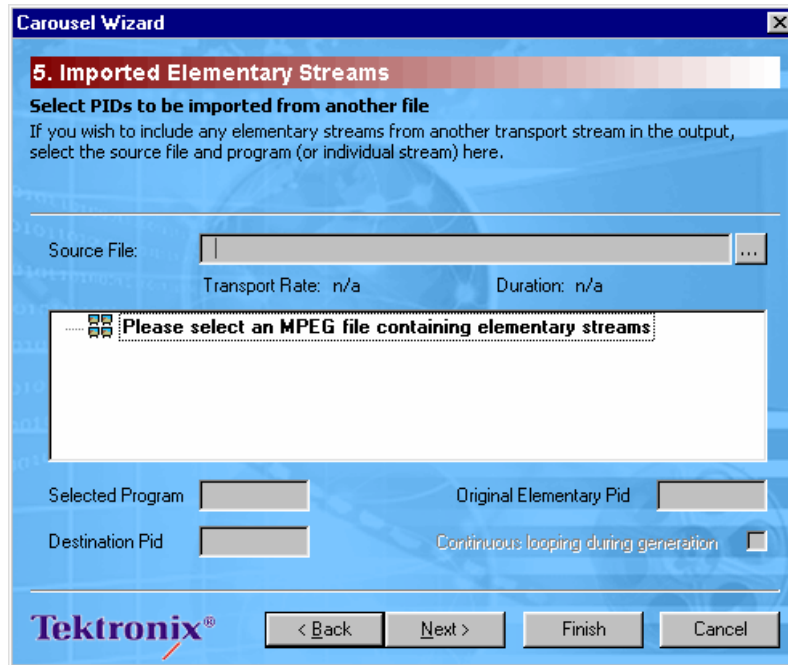 Carousel Wizard
5. Imported Elementary Streams
Select PIDs to be imported from another file
If you wish to include any elementary streams from another transport stream in the output,
select the source file and program (or individual stream) here.
Source File:
...
Transport Rate: n/a Duration: n/a
Please select an MPEG file containing elementary streams
Selected Program Original Elementary Pid
Destination Pid Continuous looping during generation
Tektronix® < Back Next > Finish Cancel